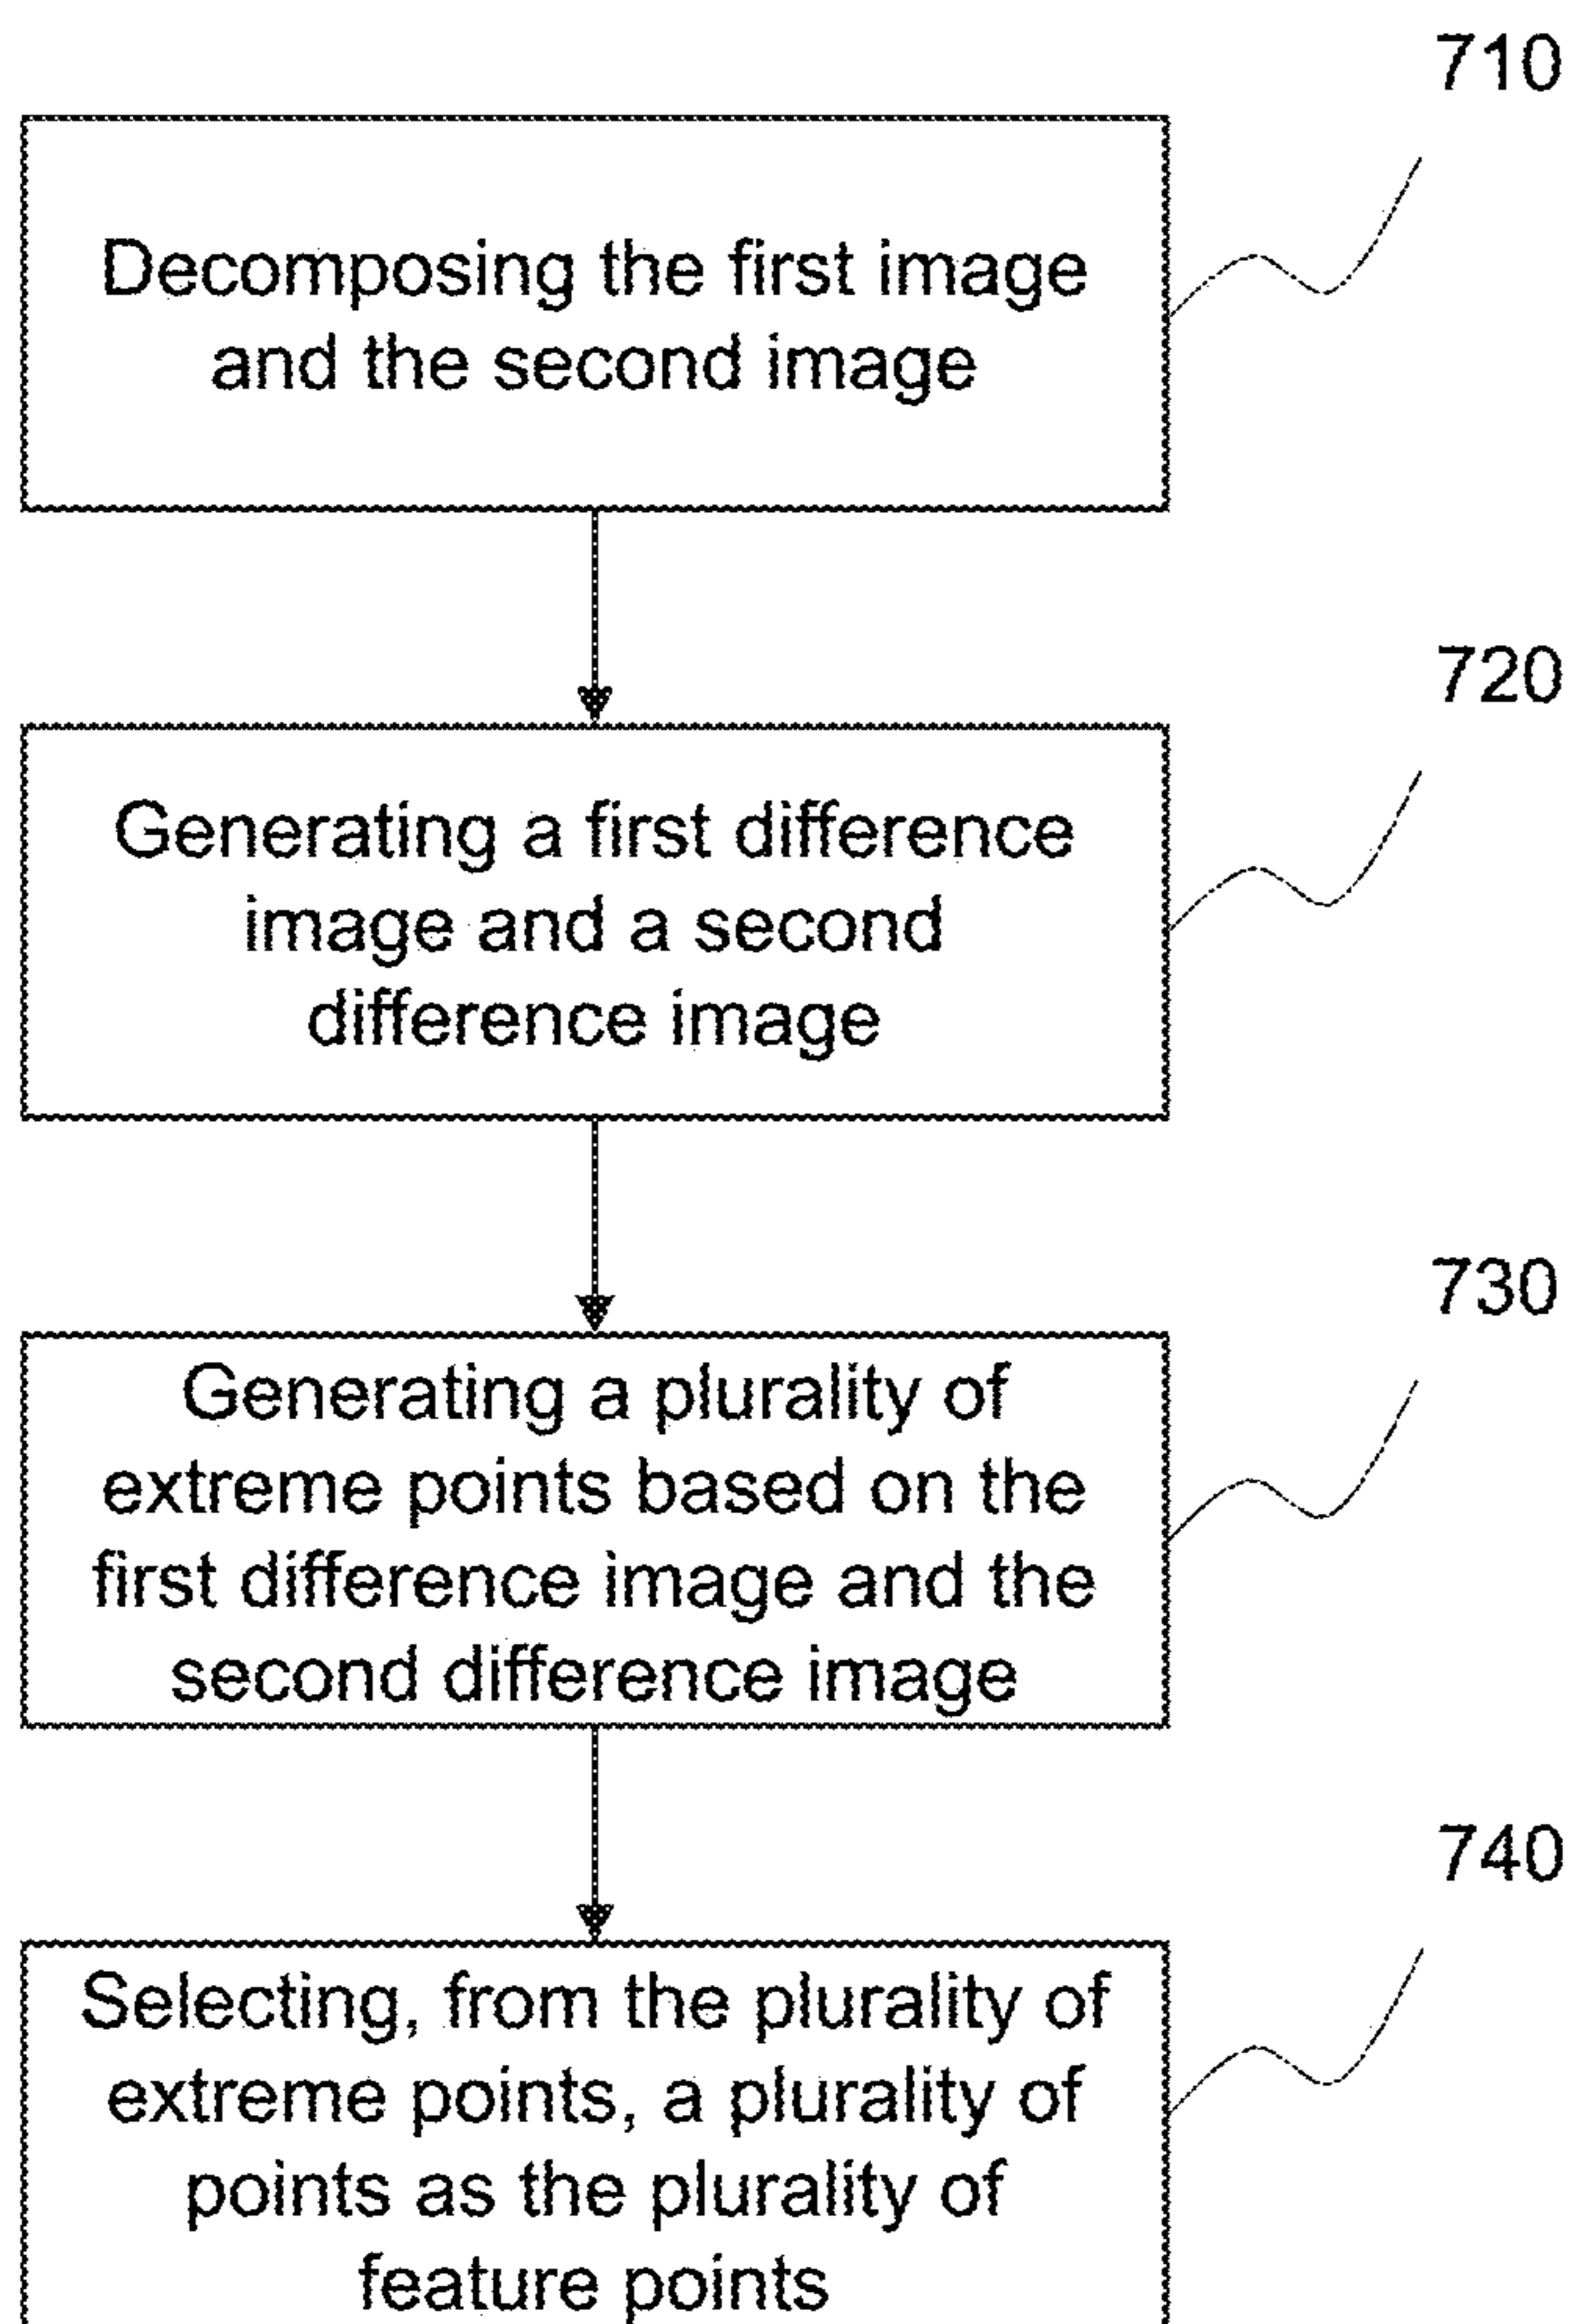 710
Decomposing the first image
and the second image
720
Generating a first difference
image and a second
difference image
730
Generating a plurality of
extreme points based on the
first difference image and the
second difference image
740
Selecting, from the plurality of
extreme points, a plurality of
points as the plurality of
feature points